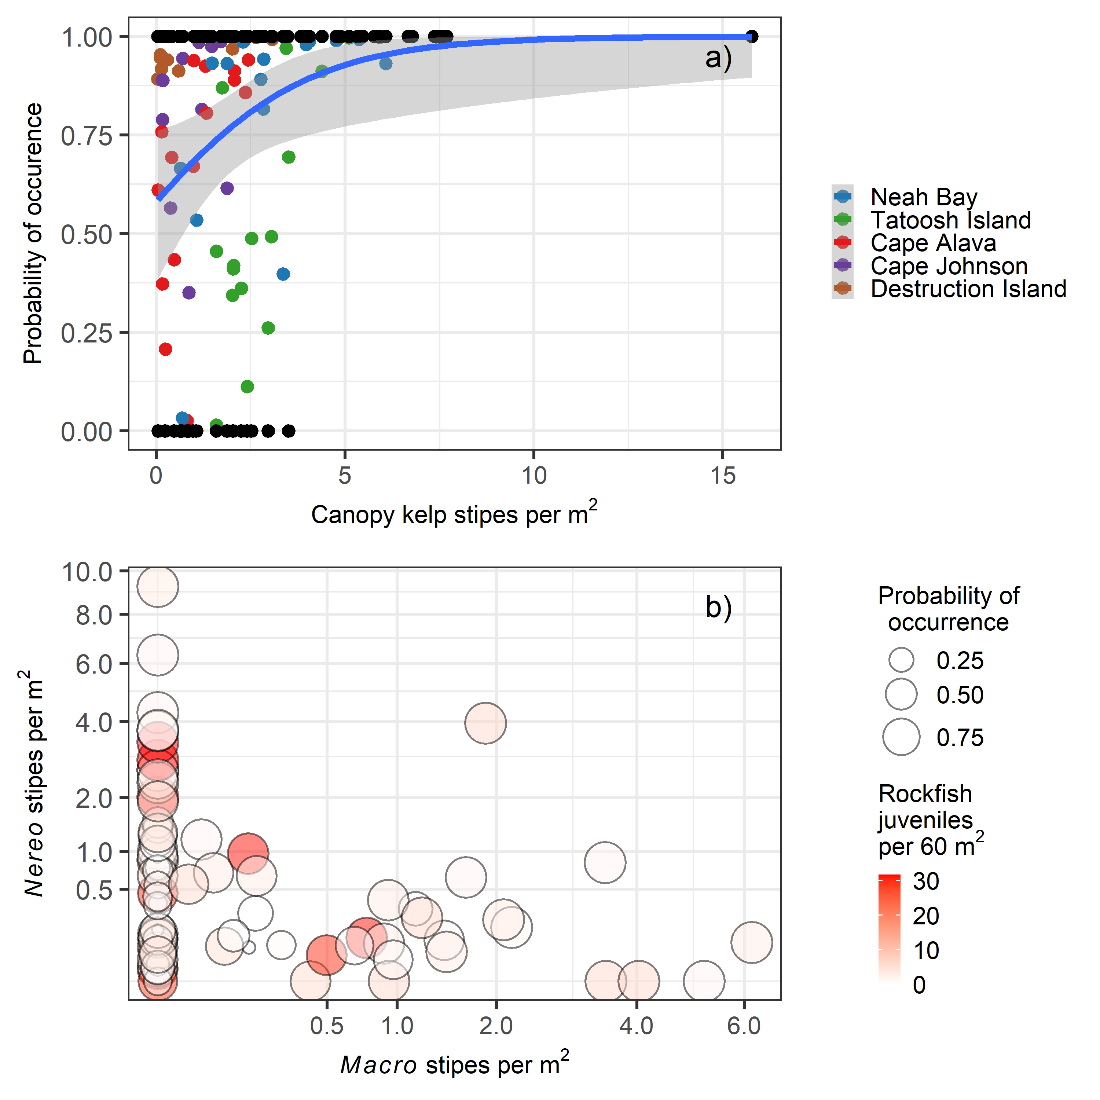 a)
1.00
0.75
0.50
0.25
0.00
Probability of occurence
0
5
10
15
Canopy kelp stipes per m²
Neah Bay
Tatoosh Island
Cape Alava
Cape Johnson
Destruction Island
b)
10.0
8.0
6.0
4.0
2.0
1.0
0.5
Nereo stipes per m²
0.5
1.0
2.0
4.0
6.0
Macro stipes per m²
Probability of
occurrence
0.25
0.50
0.75
Rockfish
juveniles
per 60 m²
30
20
10
0